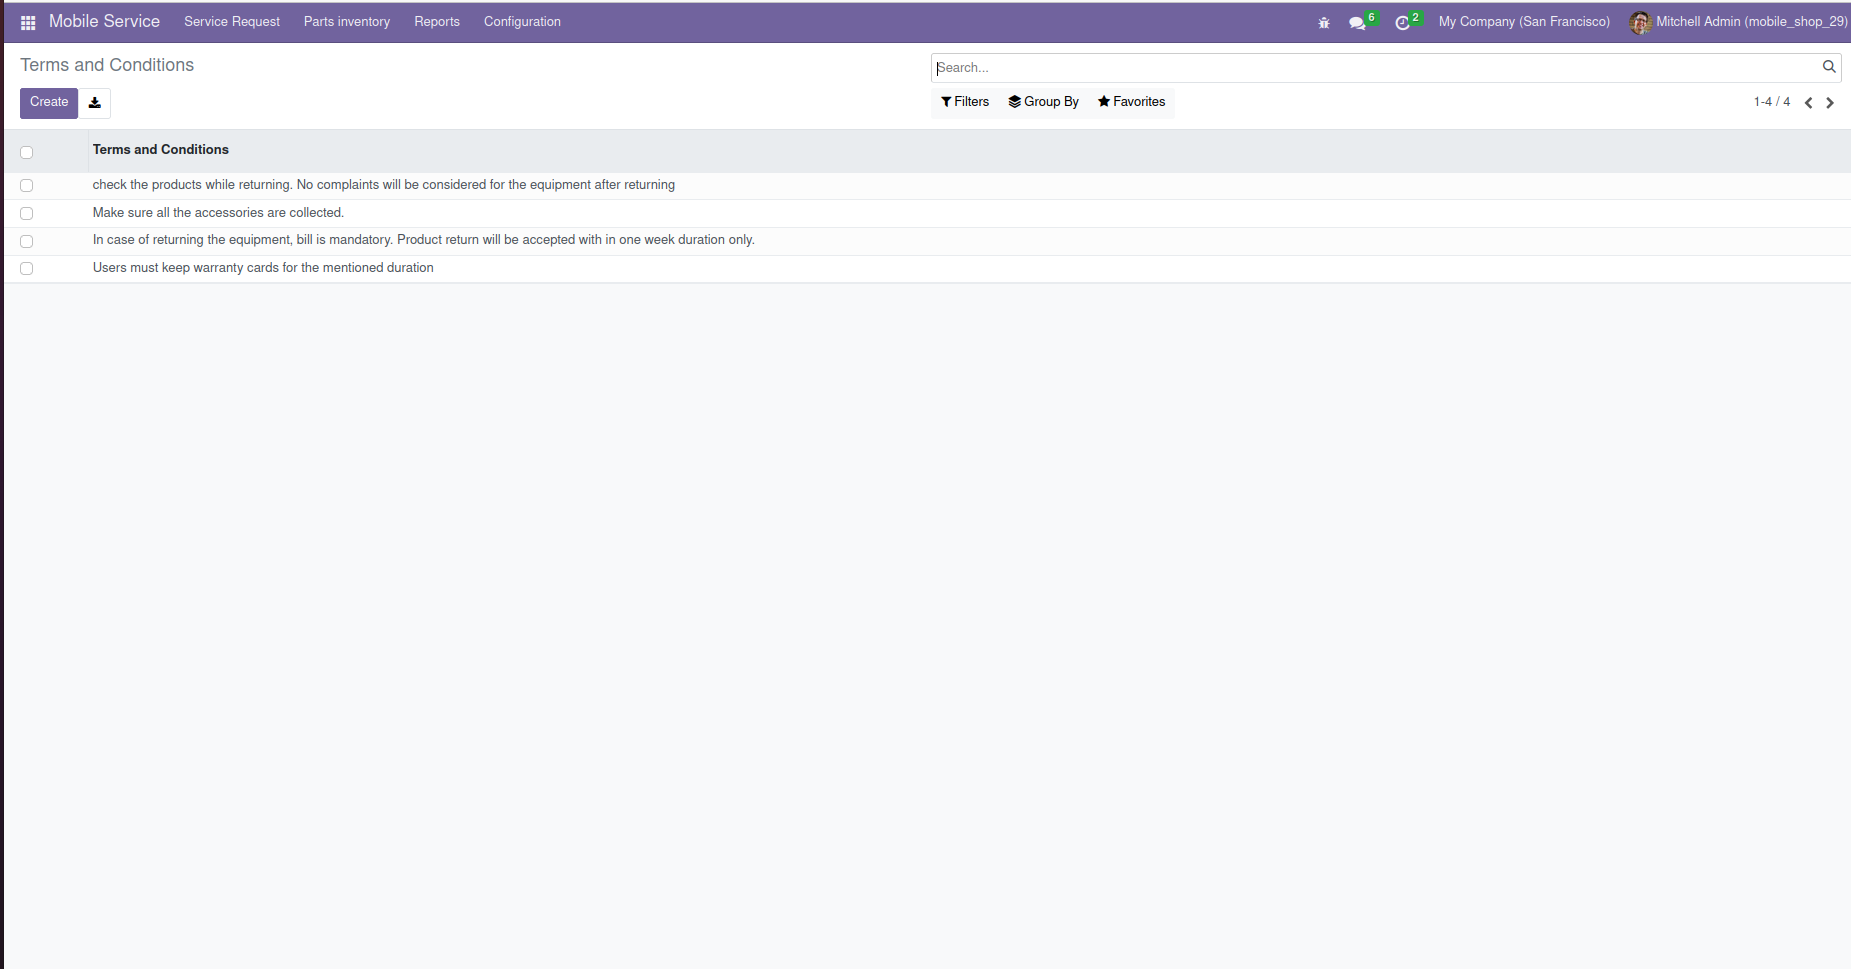 Mobile Service Service Request Parts inventory Reports Configuration 6 2 My Company (San Francisco) Mitchell Admin (mobile_shop_29)
Terms and Conditions
Search...
Create
Filters Group By Favorites
1-4 / 4
Terms and Conditions
check the products while returning. No complaints will be considered for the equipment after returning
Make sure all the accessories are collected.
In case of returning the equipment, bill is mandatory. Product return will be accepted with in one week duration only.
Users must keep warranty cards for the mentioned duration